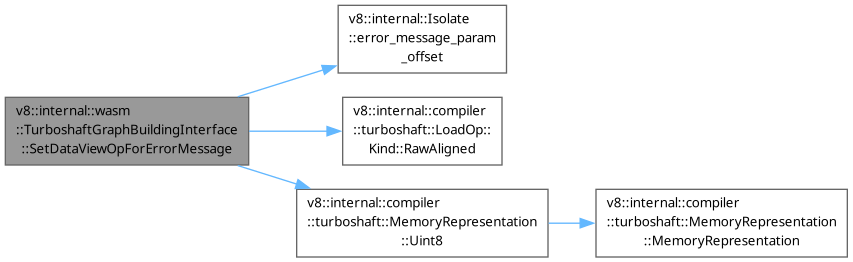 v8::internal::Isolate
::error_message_param
_offset
v8::internal::wasm
::TurboshaftGraphBuildingInterface
::SetDataViewOpForErrorMessage
v8::internal::compiler
::turboshaft::LoadOp::
Kind::RawAligned
v8::internal::compiler
::turboshaft::MemoryRepresentation
::Uint8
v8::internal::compiler
::turboshaft::MemoryRepresentation
::MemoryRepresentation